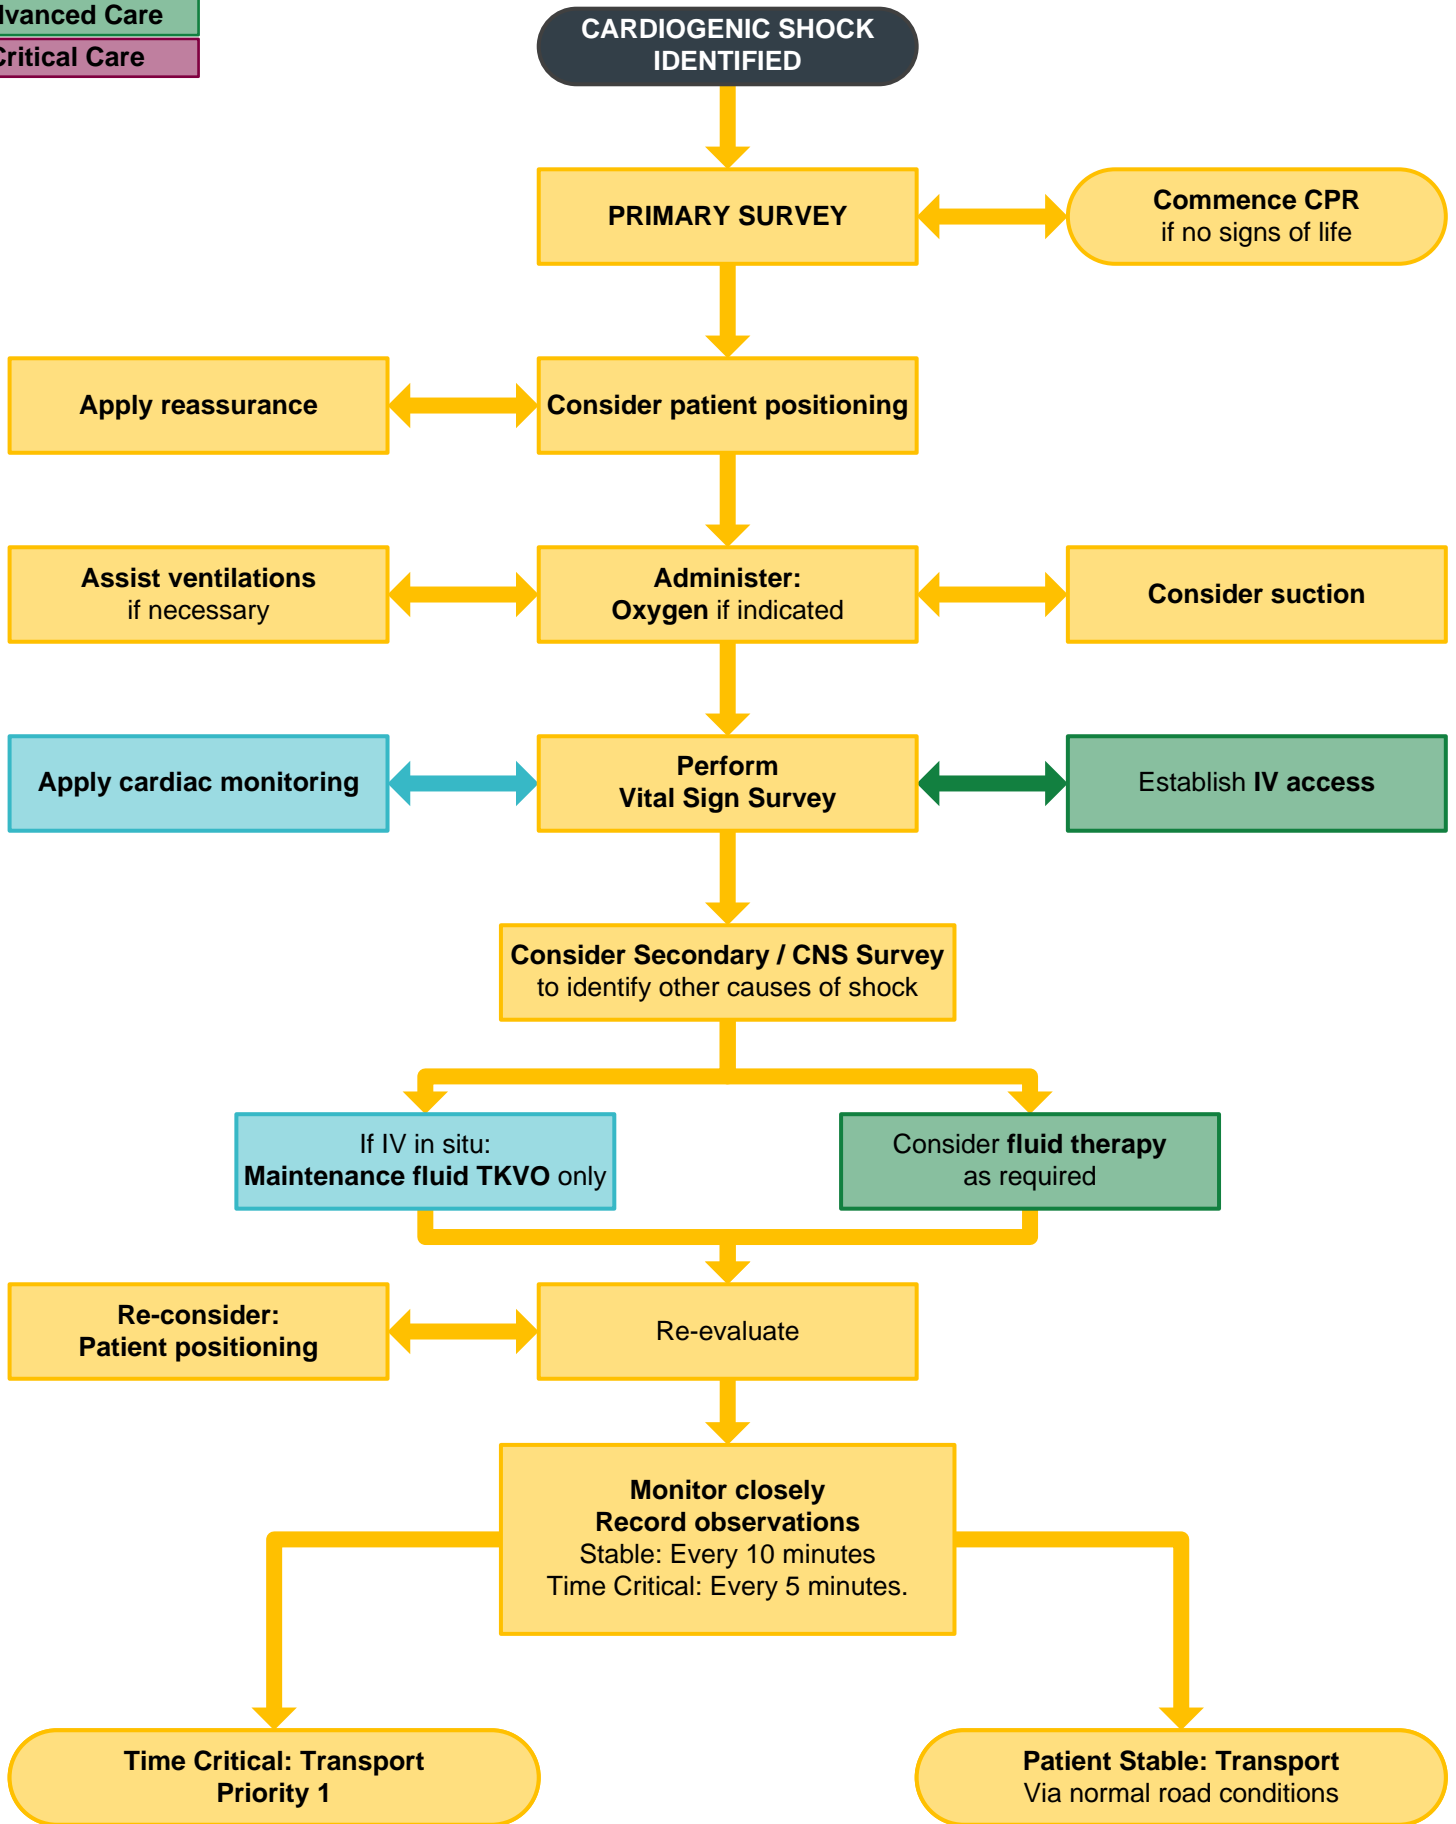 Care
Critical Care
CARDIOGENIC SHOCK
IDENTIFIED
PRIMARY SURVEY
Commence CPR
if no signs of life
Apply reassurance
Consider patient positioning
Assist ventilations
if necessary
Administer:
Oxygen if indicated
Consider suction
Apply cardiac monitoring
Perform
Vital Sign Survey
Establish IV access
Consider Secondary / CNS Survey
to identify other causes of shock
If IV in situ:
Maintenance fluid TKVO only
Consider fluid therapy
as required
Re-consider:
Patient positioning
Re-evaluate
Monitor closely
Record observations
Stable: Every 10 minutes
Time Critical: Every 5 minutes.
Time Critical: Transport
Priority 1
Patient Stable: Transport
Via normal road conditions